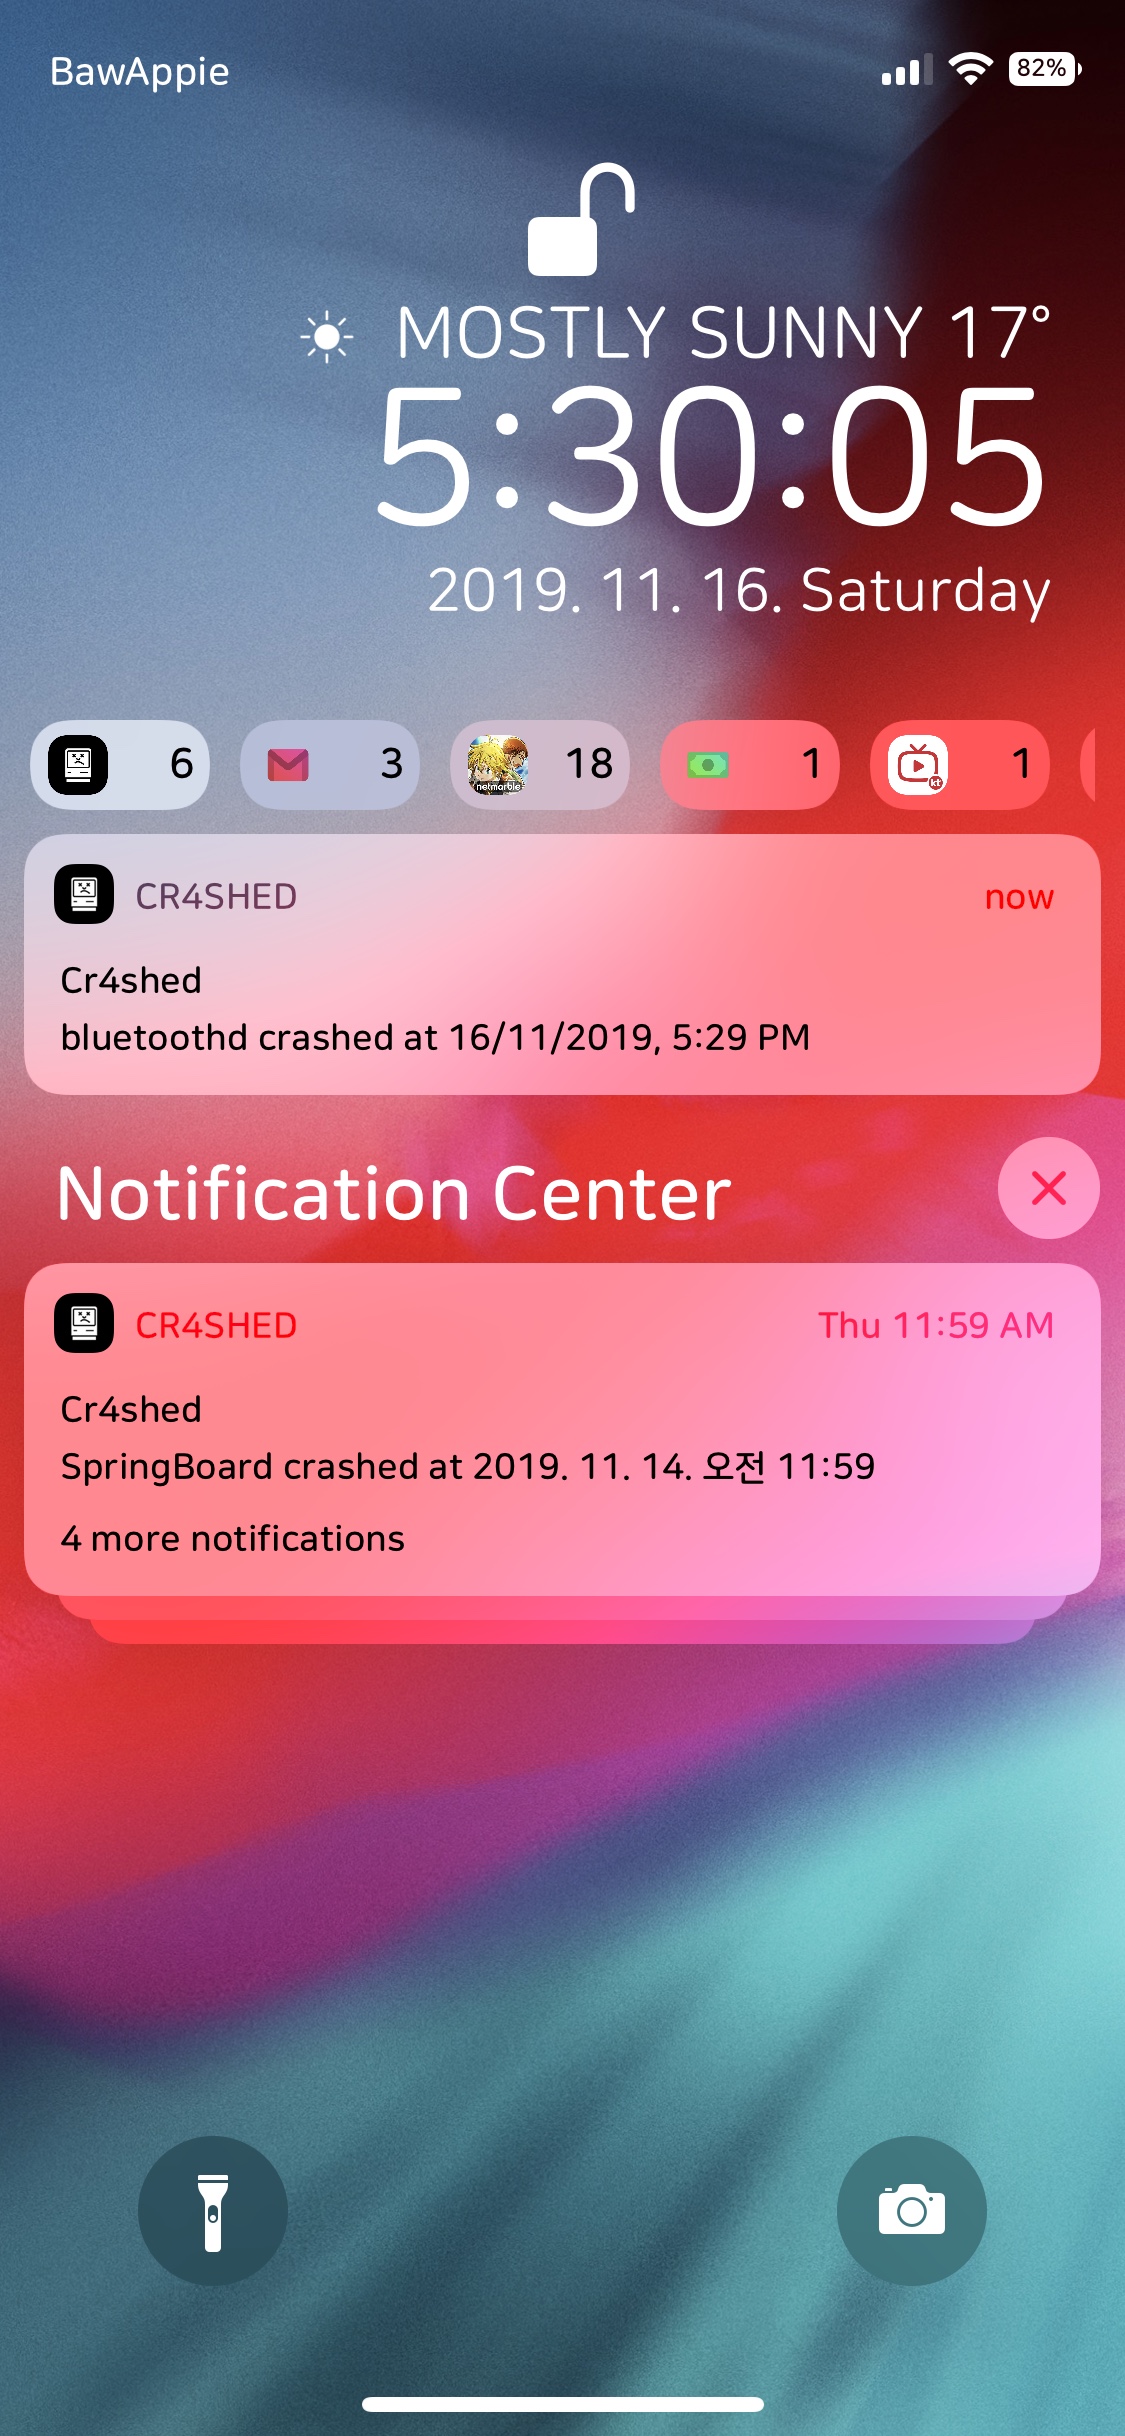 BawAppie
82%
MOSTLY SUNNY 17°
5:30:05
2019. 11. 16. Saturday
6
3
netmarble
18
1
kt
1
CR4SHED
now
Cr4shed
bluetoothd crashed at 16/11/2019, 5:29 PM
Notification Center
CR4SHED
Thu 11:59 AM
Cr4shed
SpringBoard crashed at 2019. 11. 14. 오전 11:59
4 more notifications